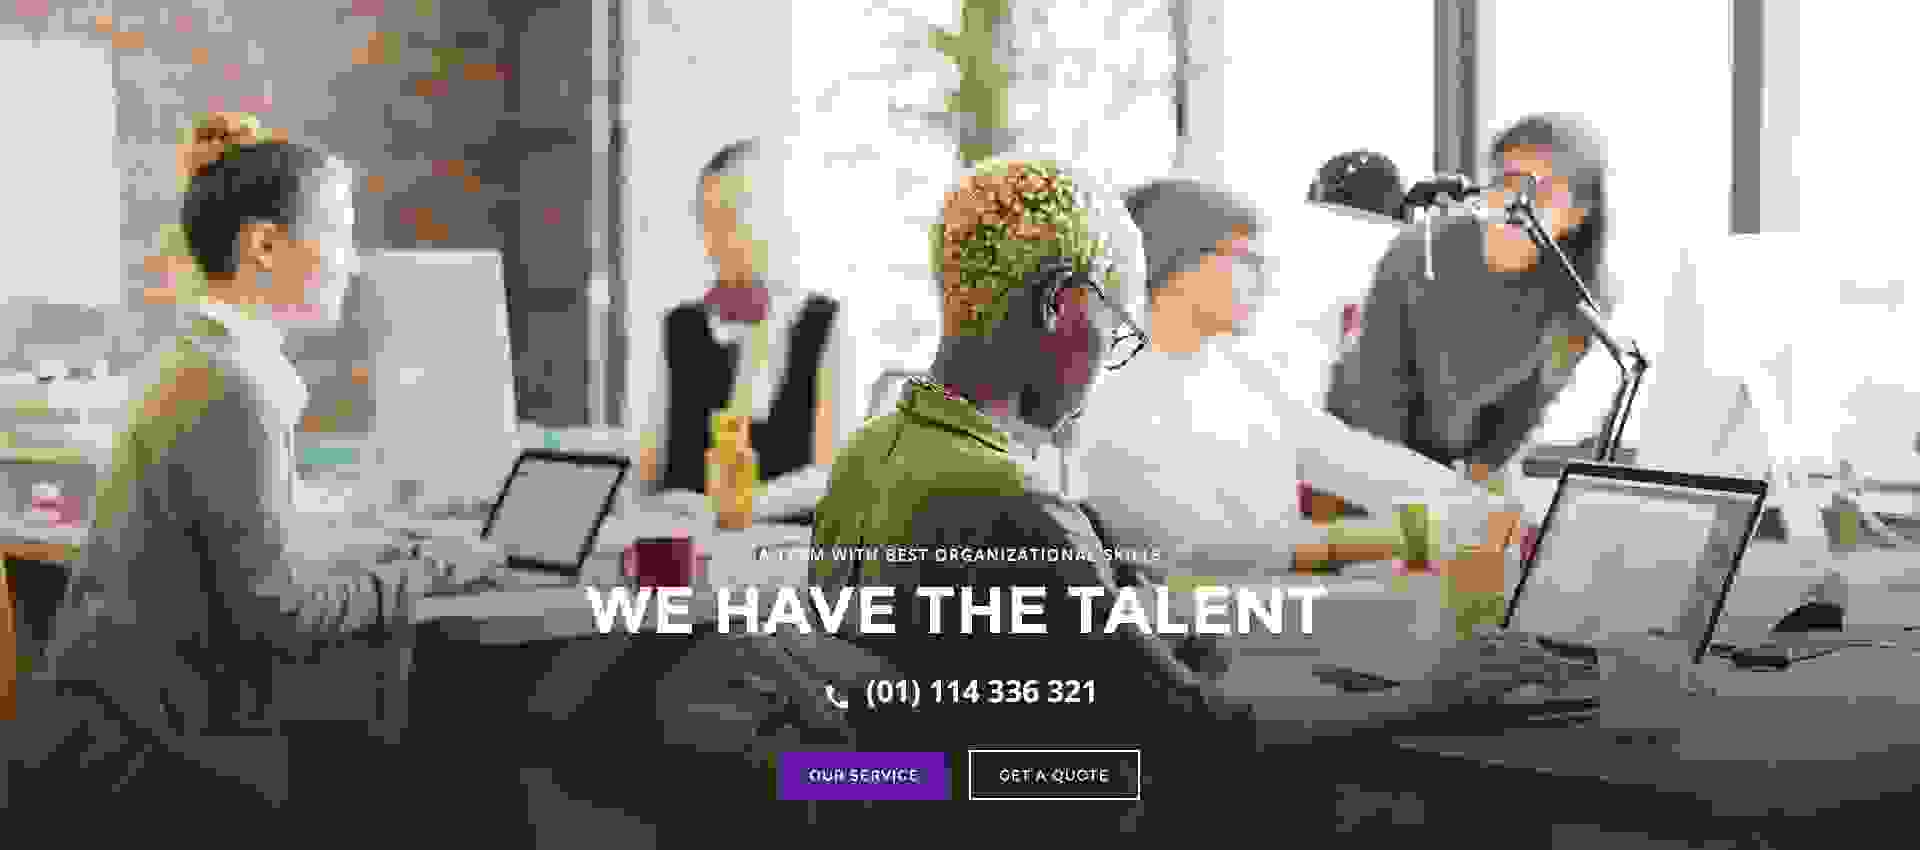 A TEAM WITH BEST ORGANIZATIONAL SKILLS
WE HAVE THE TALENT
(01) 114 336 321
OUR SERVICE
GET A QUOTE